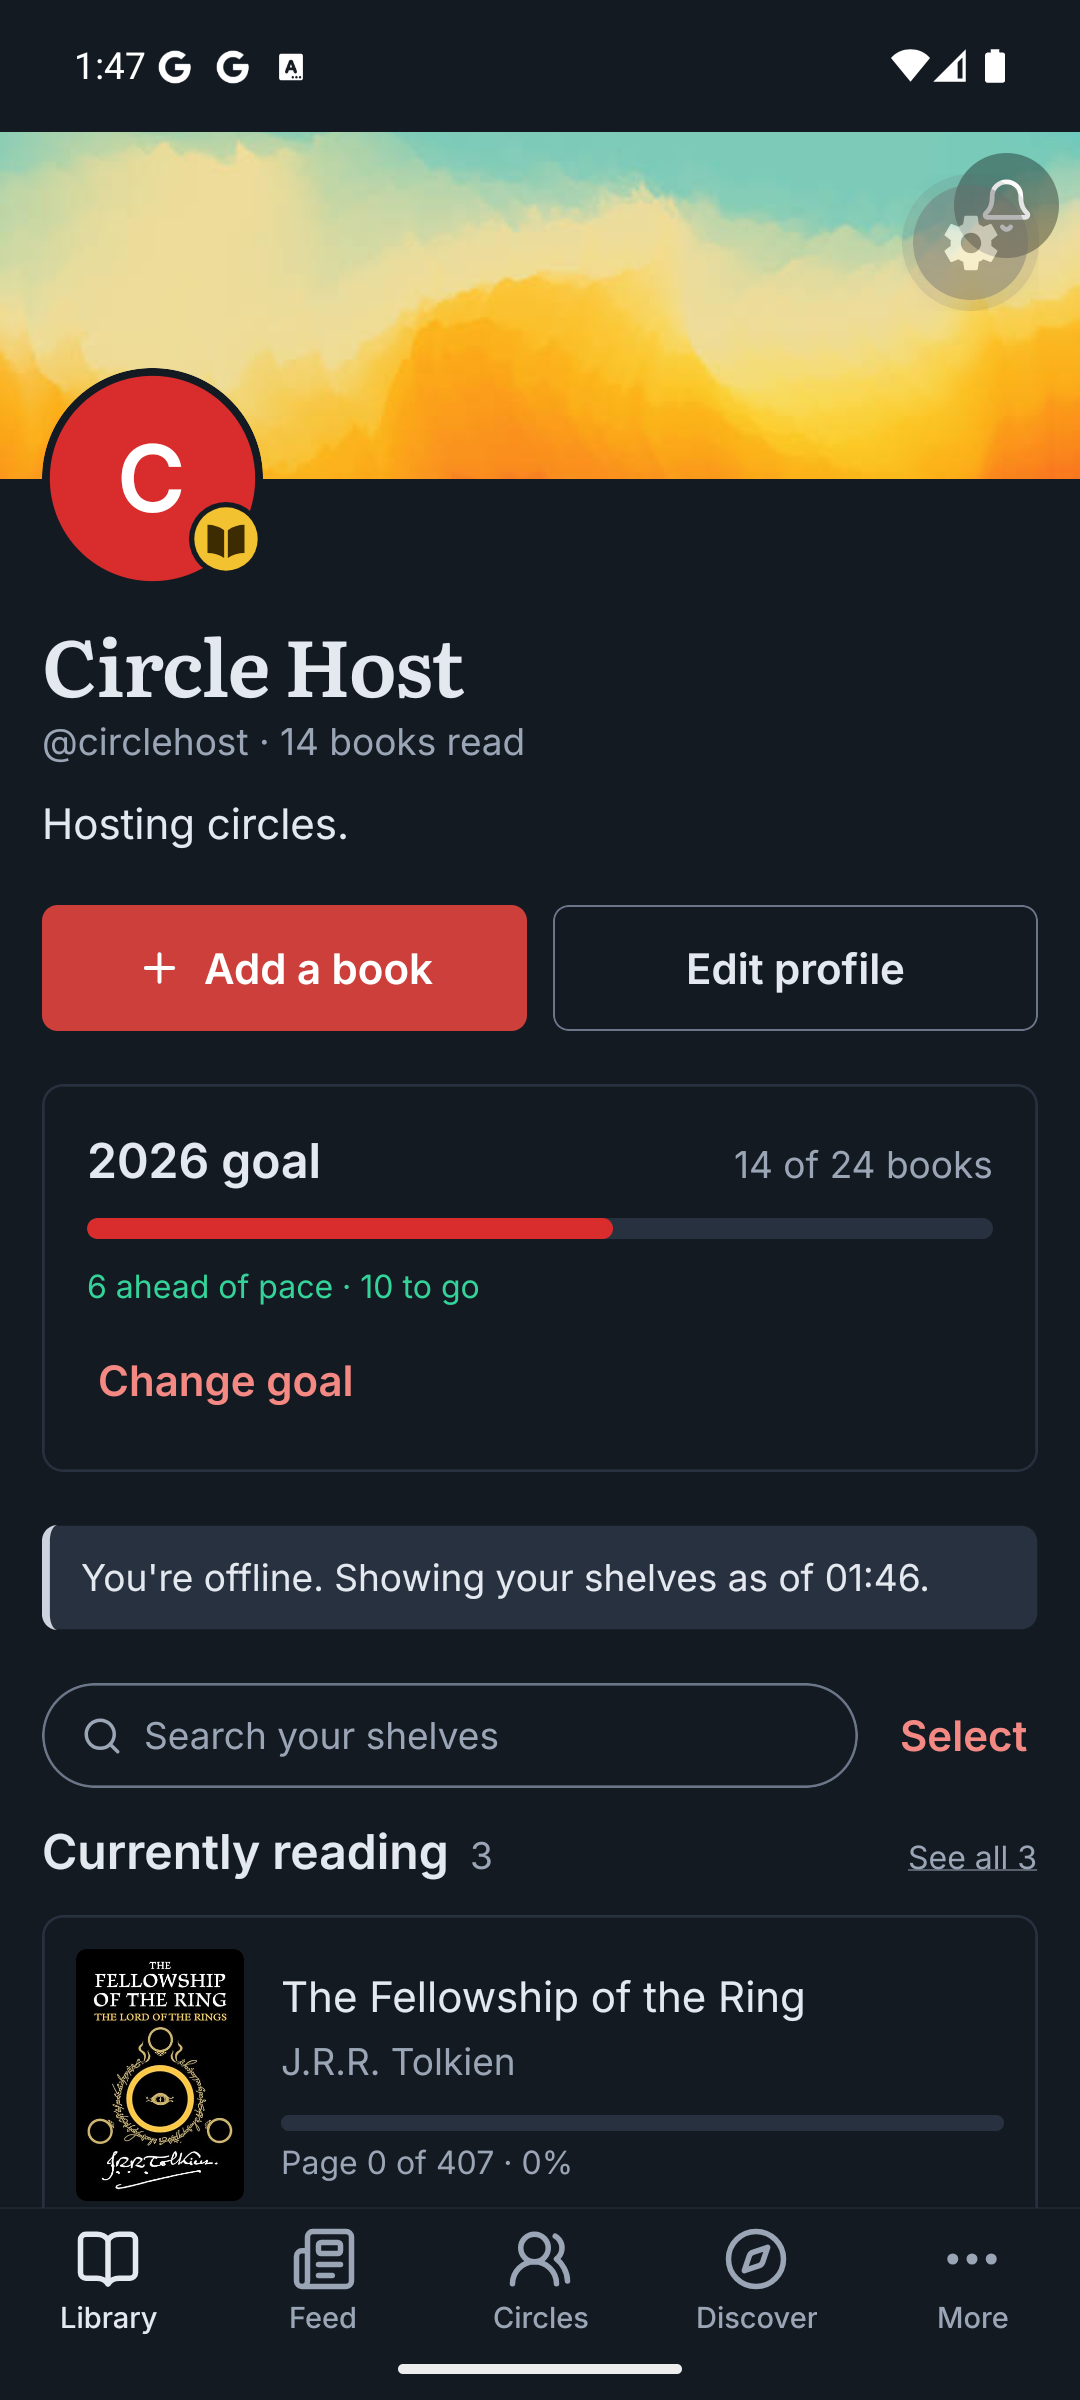 1:47
C
Circle Host
@circlehost · 14 books read
Hosting circles.
Add a book
Edit profile
2026 goal
14 of 24 books
6 ahead of pace · 10 to go
Change goal
You're offline. Showing your shelves as of 01:46.
Search your shelves
Select
Currently reading 3
See all 3
THE
FELLOWSHIP
OF THE RING
THE LORD OF THE RINGS
J.R.R. Tolkien
The Fellowship of the Ring
J.R.R. Tolkien
Page 0 of 407 · 0%
Library
Feed
Circles
Discover
More